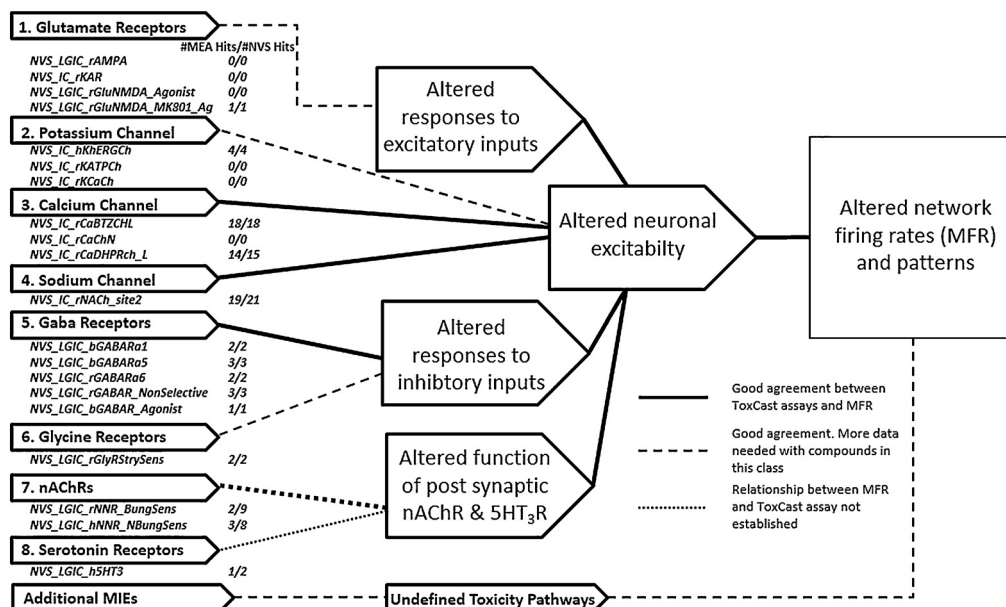 1. Glutamate Receptors
#MEA Hits/#NVS Hits
NVS_LGIC_rAMPA 0/0
NVS_IC_rKAR 0/0
NVS_LGIC_rGluNMDA_Agonist 0/0
NVS_LGIC_rGluNMDA_MK801_Ag 1/1
2. Potassium Channel
NVS_IC_hKhERGCh 4/4
NVS_IC_rKATPCh 0/0
NVS_IC_rKCaCh 0/0
3. Calcium Channel
NVS_IC_rCaBTZCHL 18/18
NVS_IC_rCaChN 0/0
NVS_IC_rCaDHPRch_L 14/15
4. Sodium Channel
NVS_IC_rNACh_site2 19/21
5. Gaba Receptors
NVS_LGIC_bGABARa1 2/2
NVS_LGIC_bGABARa5 3/3
NVS_LGIC_rGABARa6 2/2
NVS_LGIC_rGABAR_NonSelective 3/3
NVS_LGIC_bGABAR_Agonist 1/1
6. Glycine Receptors
NVS_LGIC_rGlyRStrySens 2/2
7. nAChRs
NVS_LGIC_rNNR_BungSens 2/9
NVS_LGIC_hNNR_NBungSens 3/8
8. Serotonin Receptors
NVS_LGIC_h5HT3 1/2
Additional MIEs
Altered
responses to
excitatory inputs
Altered neuronal
excitabilty
Altered
responses to
inhibtory inputs
Altered function
of post synaptic
nAChR & 5HT₃R
Undefined Toxicity Pathways
Altered network
firing rates (MFR)
and patterns
Good agreement between
ToxCast assays and MFR
Good agreement. More data
needed with compounds in
this class
Relationship between MFR
and ToxCast assay not
established